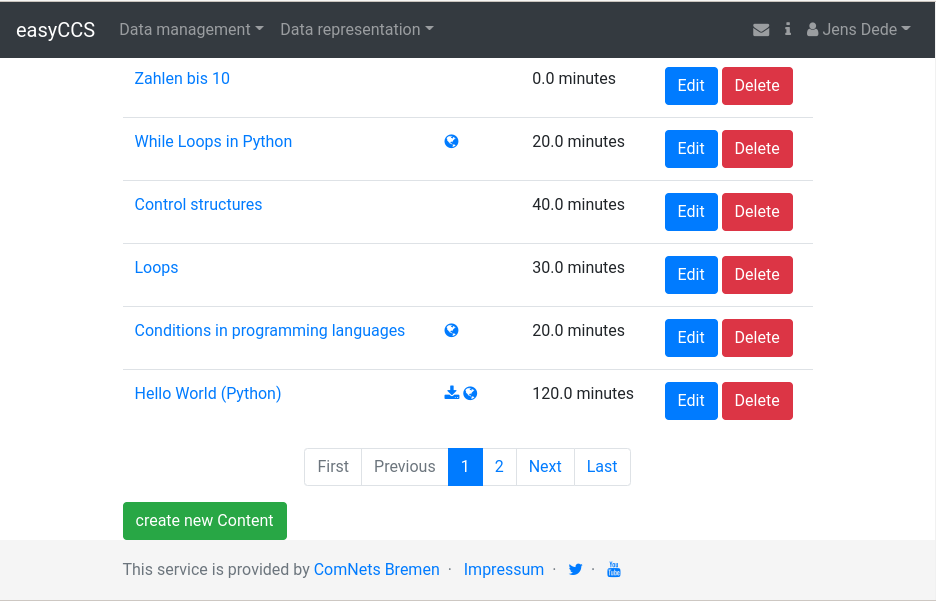 easyCCS Data management Data representation Jens Dede
Zahlen bis 10 0.0 minutes Edit Delete
While Loops in Python 20.0 minutes Edit Delete
Control structures 40.0 minutes Edit Delete
Loops 30.0 minutes Edit Delete
Conditions in programming languages 20.0 minutes Edit Delete
Hello World (Python) 120.0 minutes Edit Delete
First Previous 1 2 Next Last
create new Content
This service is provided by ComNets Bremen · Impressum · · You Tube